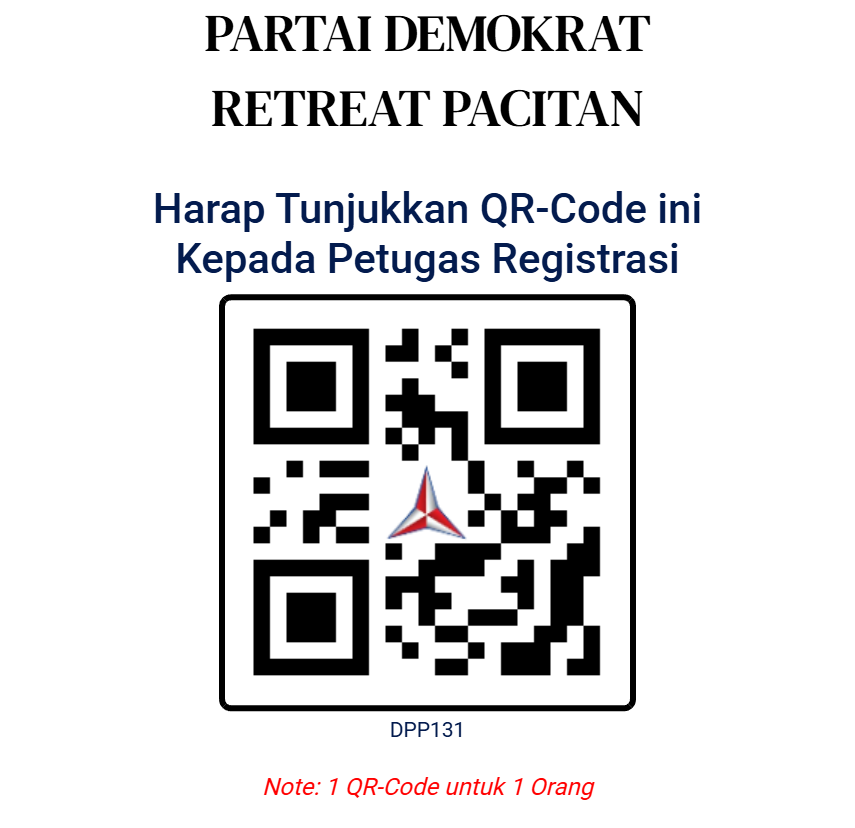 PARTAI DEMOKRAT
RETREAT PACITAN
Harap Tunjukkan QR-Code ini
Kepada Petugas Registrasi
DPP131
Note: 1 QR-Code untuk 1 Orang